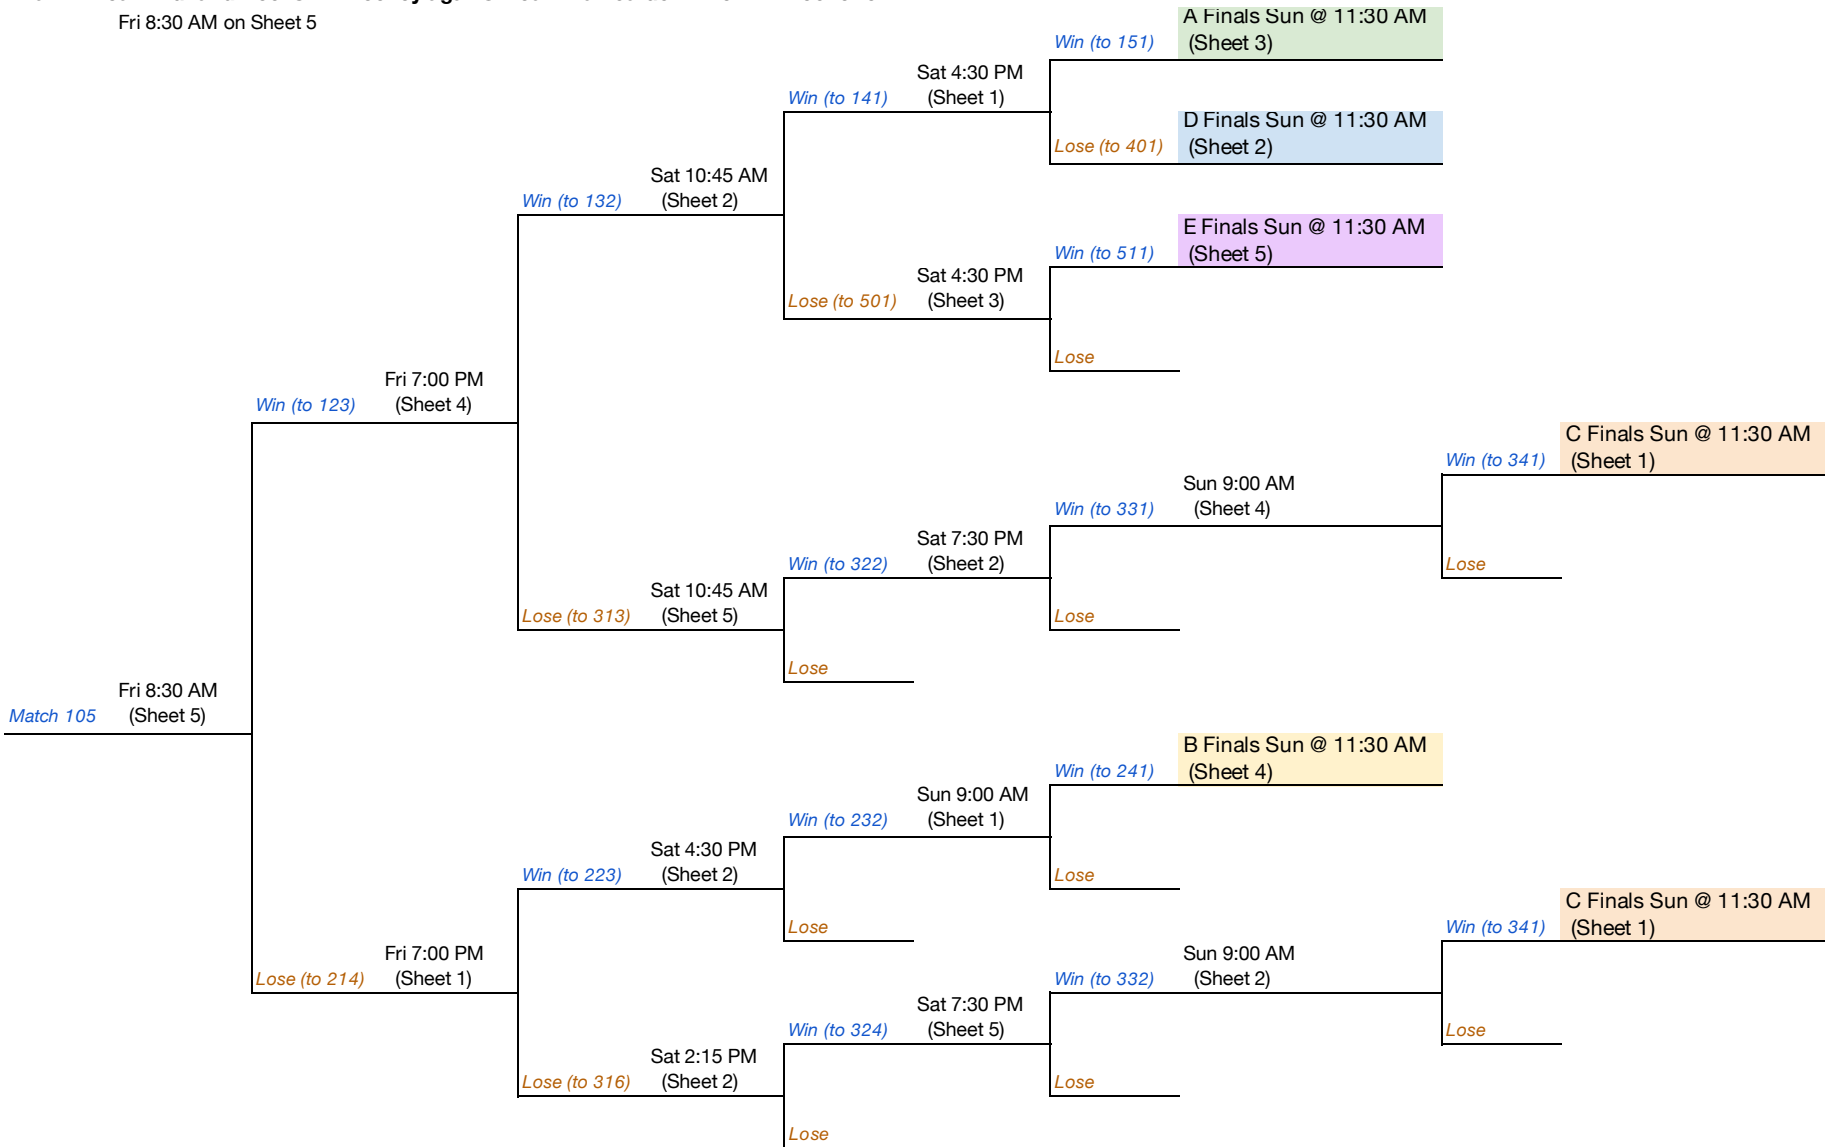 Fri 8:30 AM on Sheet 5
A Finals Sun @ 11:30 AM
Win (to 151) (Sheet 3)
Sat 4:30 PM
Win (to 141) (Sheet 1)
D Finals Sun @ 11:30 AM
Lose (to 401) (Sheet 2)
Sat 10:45 AM
Win (to 132) (Sheet 2)
E Finals Sun @ 11:30 AM
Win (to 511) (Sheet 5)
Sat 4:30 PM
Lose (to 501) (Sheet 3)
Lose
Fri 7:00 PM
Win (to 123) (Sheet 4)
C Finals Sun @ 11:30 AM
Win (to 341) (Sheet 1)
Sun 9:00 AM
Win (to 331) (Sheet 4)
Sat 7:30 PM
Win (to 322) (Sheet 2)
Lose
Sat 10:45 AM
Lose (to 313) (Sheet 5)
Lose
Lose
Fri 8:30 AM
Match 105 (Sheet 5)
B Finals Sun @ 11:30 AM
Win (to 241) (Sheet 4)
Sun 9:00 AM
Win (to 232) (Sheet 1)
Sat 4:30 PM
Win (to 223) (Sheet 2)
Lose
Lose
C Finals Sun @ 11:30 AM
Win (to 341) (Sheet 1)
Fri 7:00 PM
Lose (to 214) (Sheet 1)
Sun 9:00 AM
Win (to 332) (Sheet 2)
Sat 7:30 PM
Win (to 324) (Sheet 5)
Lose
Sat 2:15 PM
Lose (to 316) (Sheet 2)
Lose
Lose